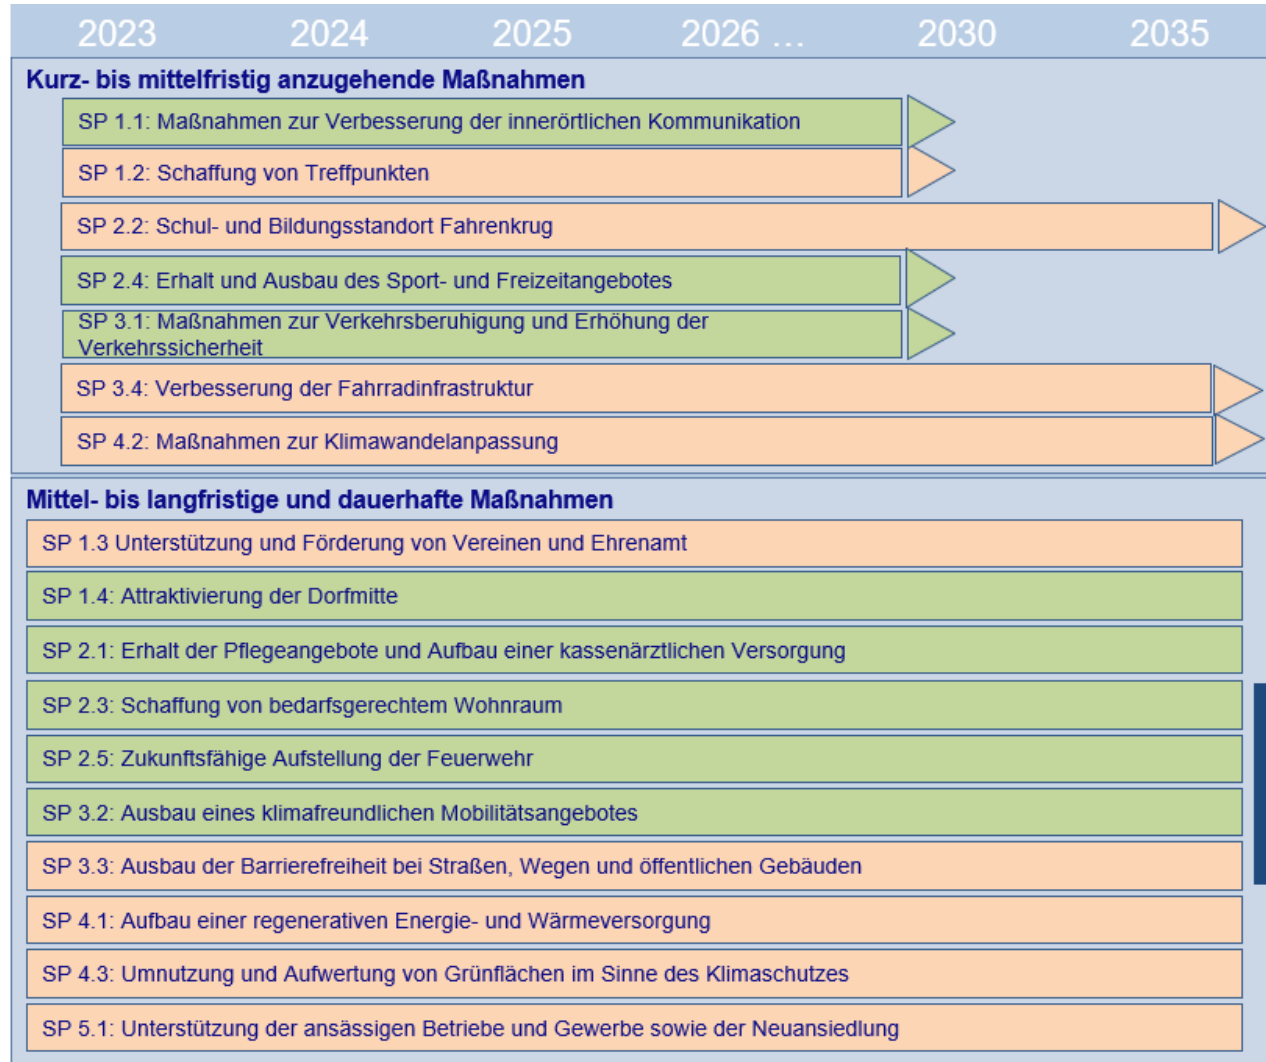 2023 2024 2025 2026 ... 2030 2035
Kurz- bis mittelfristig anzugehende Maßnahmen
SP 1.1: Maßnahmen zur Verbesserung der innerörtlichen Kommunikation
SP 1.2: Schaffung von Treffpunkten
SP 2.2: Schul- und Bildungsstandort Fahrenkrug
SP 2.4: Erhalt und Ausbau des Sport- und Freizeitangebotes
SP 3.1: Maßnahmen zur Verkehrsberuhigung und Erhöhung der
Verkehrssicherheit
SP 3.4: Verbesserung der Fahrradinfrastruktur
SP 4.2: Maßnahmen zur Klimawandelanpassung
Mittel- bis langfristige und dauerhafte Maßnahmen
SP 1.3 Unterstützung und Förderung von Vereinen und Ehrenamt
SP 1.4: Attraktivierung der Dorfmitte
SP 2.1: Erhalt der Pflegeangebote und Aufbau einer kassenärztlichen Versorgung
SP 2.3: Schaffung von bedarfsgerechtem Wohnraum
SP 2.5: Zukunftsfähige Aufstellung der Feuerwehr
SP 3.2: Ausbau eines klimafreundlichen Mobilitätsangebotes
SP 3.3: Ausbau der Barrierefreiheit bei Straßen, Wegen und öffentlichen Gebäuden
SP 4.1: Aufbau einer regenerativen Energie- und Wärmeversorgung
SP 4.3: Umnutzung und Aufwertung von Grünflächen im Sinne des Klimaschutzes
SP 5.1: Unterstützung der ansässigen Betriebe und Gewerbe sowie der Neuansiedlung